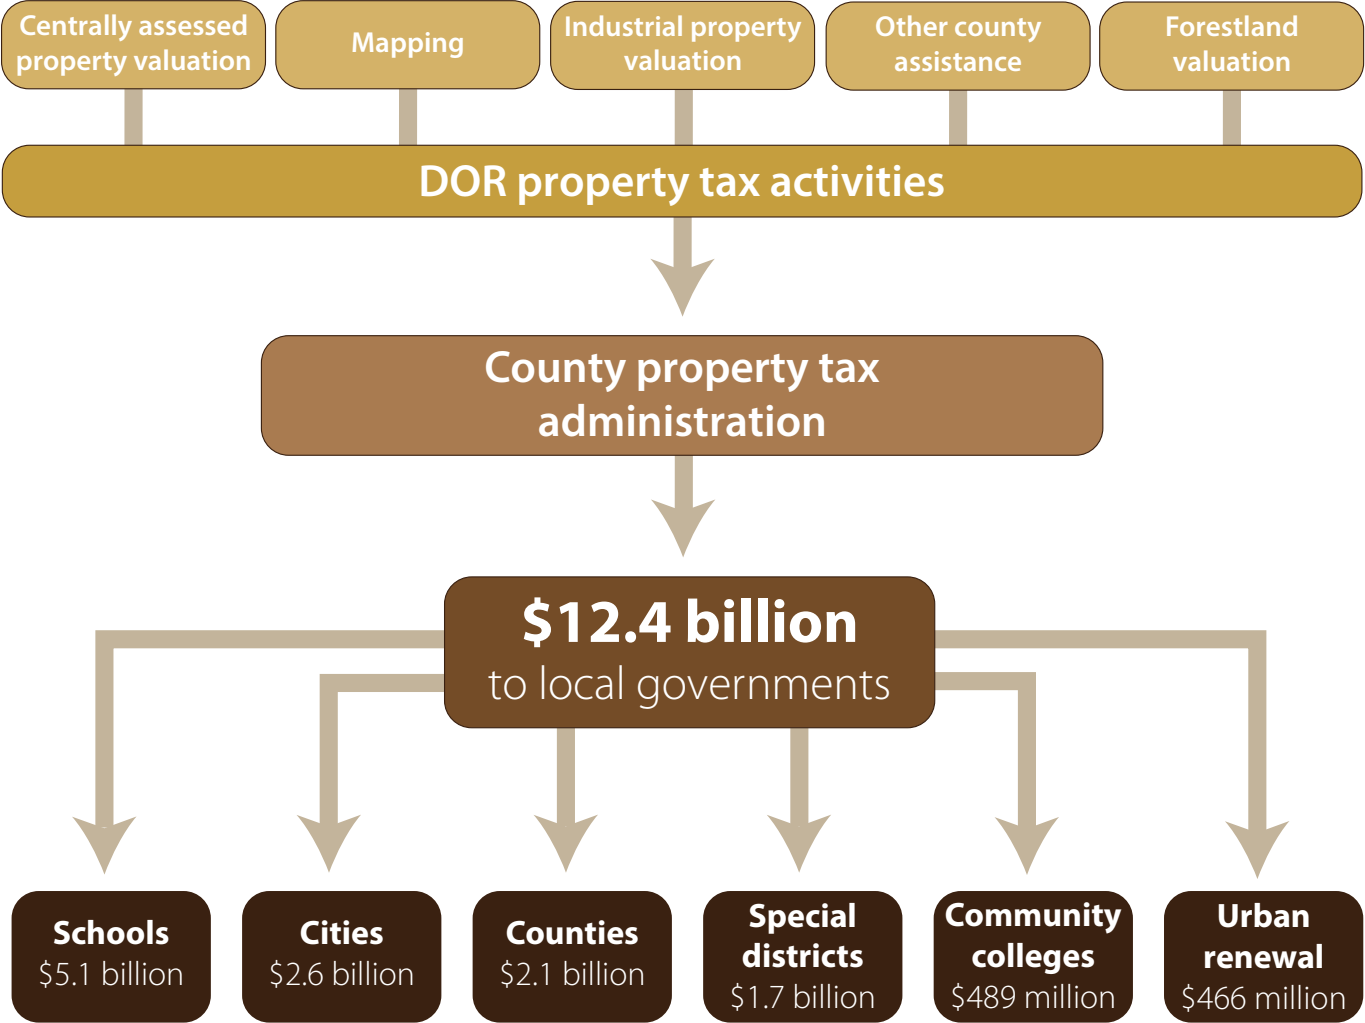 Centrally assessed
property valuation
Mapping
Industrial property
valuation
Other county
assistance
Forestland
valuation
DOR property tax activities
County property tax
administration
$12.4 billion
to local governments
Schools
$5.1 billion
Cities
$2.6 billion
Counties
$2.1 billion
Special
districts
$1.7 billion
Community
colleges
$489 million
Urban
renewal
$466 million